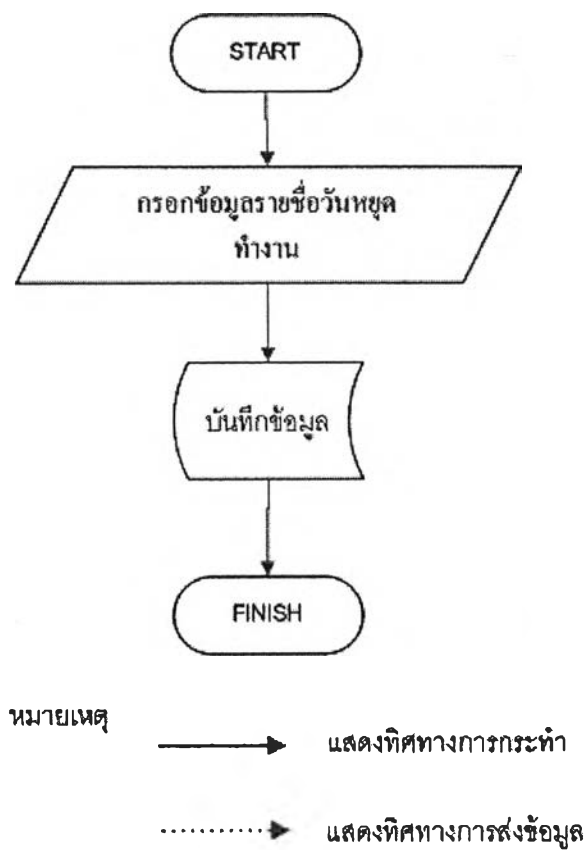 START
กรอกข้อมูลรายชื่อวันหยุด
ทำงาน
บันทึกข้อมูล
FINISH
หมายเหตุ
แสดงทิศทางการกระทำ
แสดงทิศทางการส่งข้อมูล